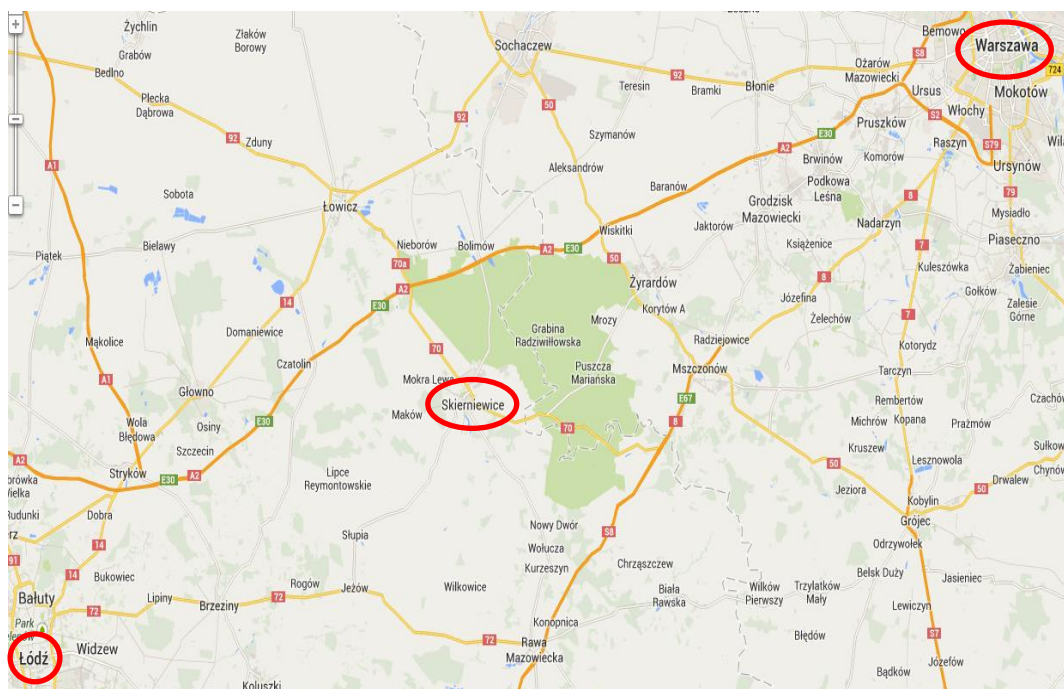 Żychlin
Złaków
Borowy
Grabów
Bedlno
Plecka
Dąbrowa
92
Zduny
Sochaczew
92
50
92
Teresin
Bramki
Błonie
Szymanów
Aleksandrów
Baranów
Bemowo
S8
Warszawa
724
Ożarów
Mazowiecki
Ursus
Mokotów
Włochy
S2
Pruszków
E30
A2
Raszyn
S79
Ursynów
Brwinów
Komorów
Podkowa
Leśna
Grodzisk
Mazowiecki
8
79
Nadarzyn
Mysiadło
Piaseczno
Jaktorów
Książenice
7
Kuleszówka
Żabieniec
Gołków
Zalesie
Górne
A1
Sobota
Łowicz
Piątek
Bielawy
Nieborów
Bolimów
70a
A2
E30
Wiskitki
50
Żyrardów
Korytów A
8
Józefina
Żelechów
7
Kotorydz
A2
E30
14
Domaniewice
Mąkolice
Czatolin
70
Grabina
Radziwiłłowska
Mrozy
Puszcza
Mariańska
Radziejowice
Mszczonów
Tarczyn
A1
Głowno
Mokra Lewa
Skierniewice
Maków
E67
8
70
Rembertów
Michrów
Kopana
Prażmów
Wola
Błędowa
Osiny
Szczecin
E30
Kruszew
Lesznowola
A2
Stryków
E30
A2
Lipce
Reymontowskie
50
Jeziora
50
Drwalew
Kobylin
Grójec
Dobra
14
Słupia
Nowy Dwór
S8
Odrzywołek
91
14
Bukowiec
Wołucza
Kurzeszyn
Chrząszczew
Belsk Duży
Jasieniec
Bałuty
72
Lipiny
Brzeziny
Rogów
72
Jeżów
Wilkowice
Biała
Rawska
Wilków
Pierwszy
Trzylatków
Mały
Lewiczyn
Park
Konopnica
72
Rawa
Mazowiecka
Błędów
S7
Łódź
Widzew
Koluszki
Bądków
Józefów